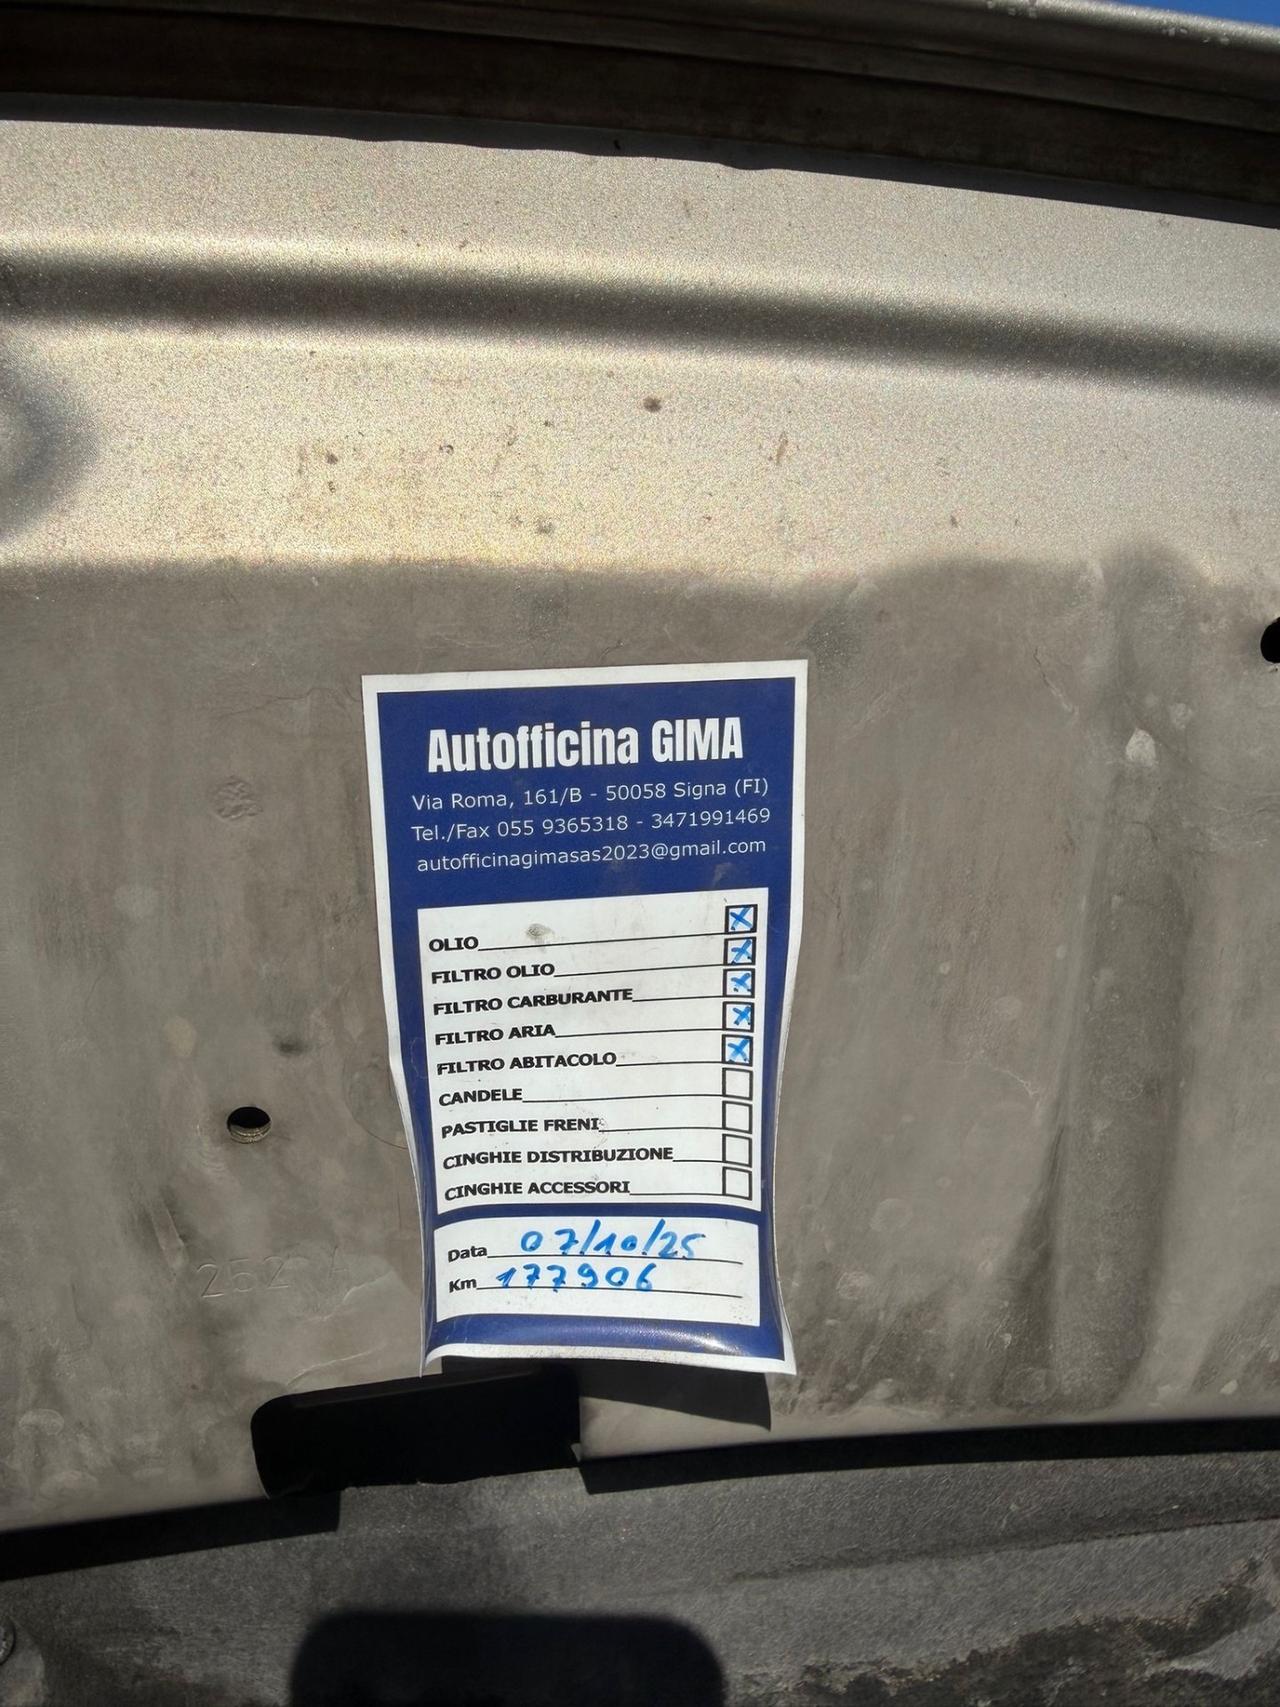 Autofficina GIMA
Via Roma, 161/B - 50058 Signa (FI)
Tel./Fax 055 9365318 - 3471991469
autofficinagimasas2023@gmail.com
OLIO X
FILTRO OLIO X
FILTRO CARBURANTE X
FILTRO ARIA X
FILTRO ABITACOLO X
CANDELE
PASTIGLIE FRENI
CINGHIE DISTRIBUZIONE
CINGHIE ACCESSORI
Data 07/10/25
Km 177906